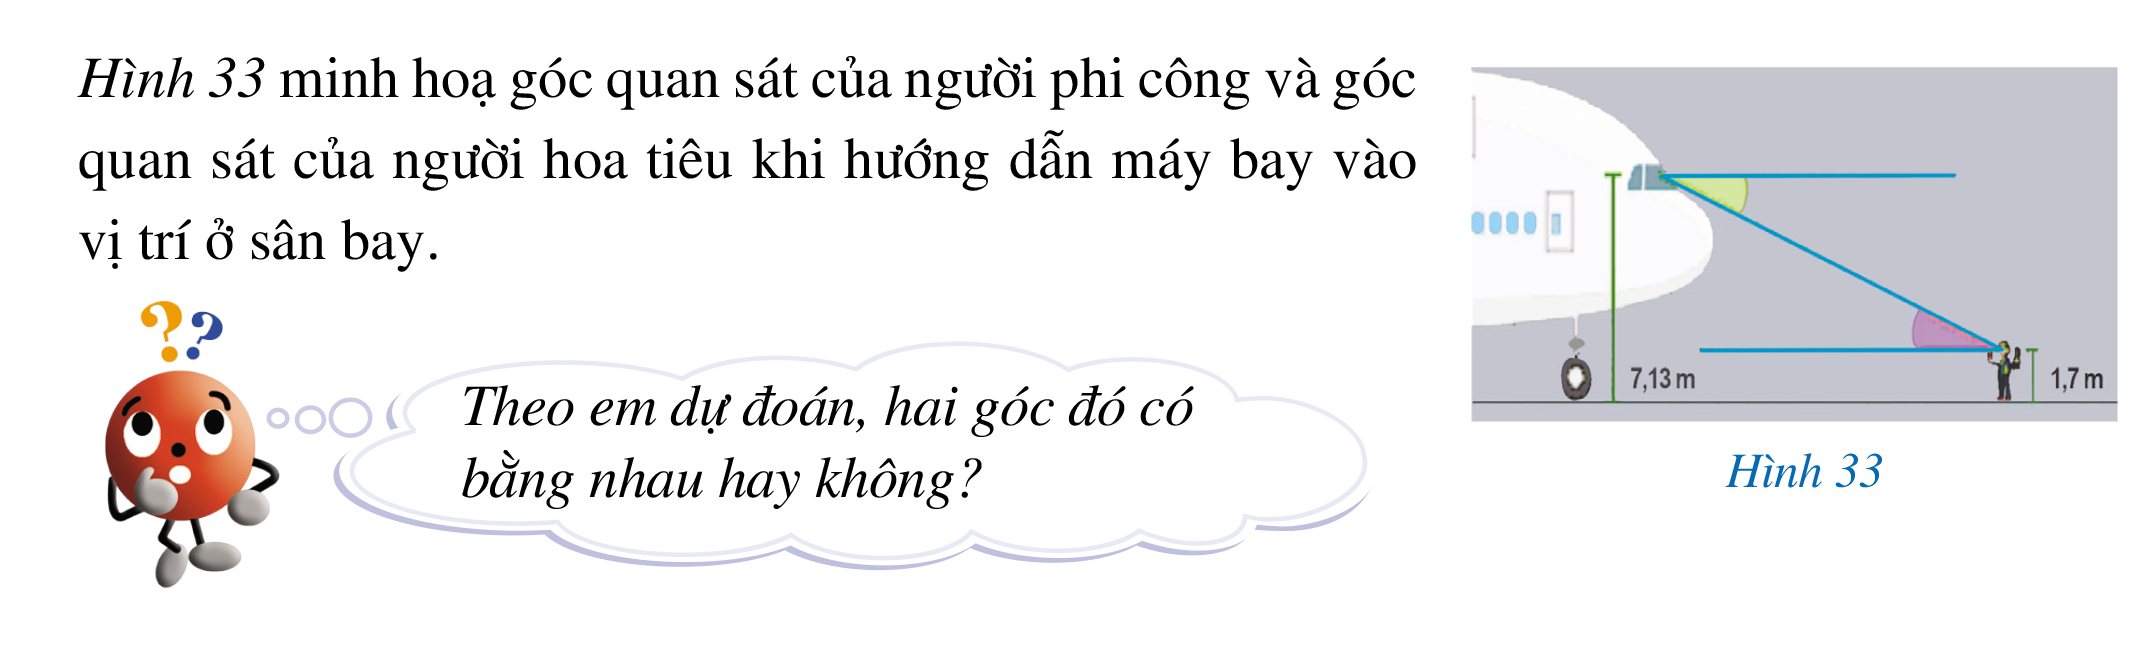 Hình 33 minh hoạ góc quan sát của người phi công và góc
quan sát của người hoa tiêu khi hướng dẫn máy bay vào
vị trí ở sân bay.
??
Theo em dự đoán, hai góc đó có
bằng nhau hay không?
7,13 m
1,7 m
Hình 33